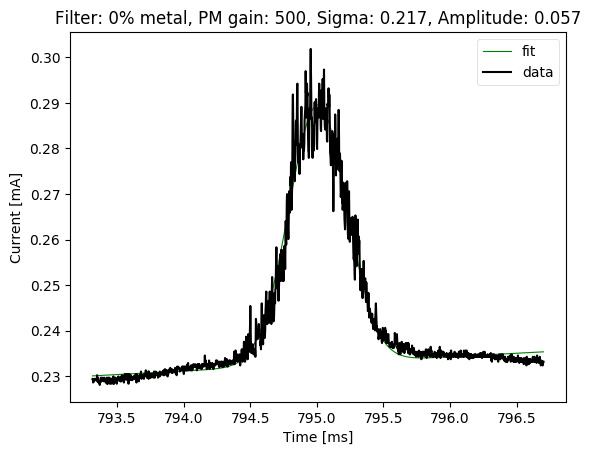 Filter: 0% metal, PM gain: 500, Sigma: 0.217, Amplitude: 0.057
fit
data
0.30
0.29
0.28
0.27
0.26
0.25
0.24
0.23
Current [mA]
793.5 794.0 794.5 795.0 795.5 796.0 796.5
Time [ms]